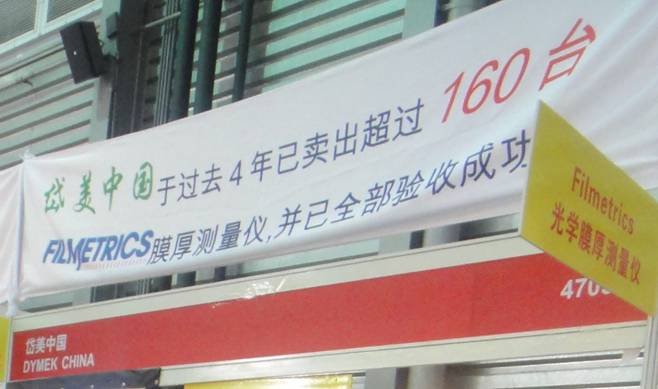 岱美中国于过去4年已卖出超过160台
FILMETRICS膜厚测量仪,并已全部验收成功
Filmetrics
光学膜厚测量仪
岱美中国
DYMEK CHINA